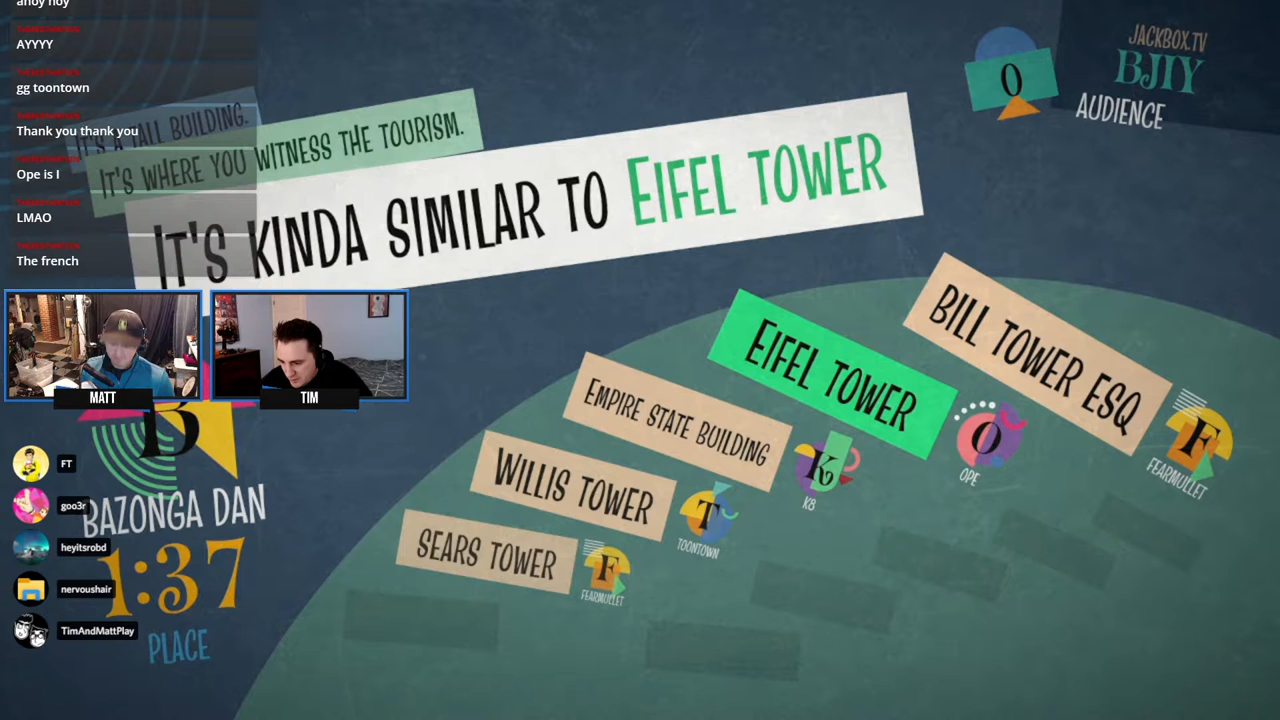 ahoy hoy
AYYYY
gg toontown
Thank you thank you
Ope is I
LMAO
The french
IT'S A TALL BUILDING.
IT'S WHERE YOU WITNESS THE TOURISM.
IT'S KINDA SIMILAR TO EIFEL TOWER
0
JACKBOX.TV
BJIY
AUDIENCE
BILL TOWER ESQ
F
FEARMULLET
EIFEL TOWER
O
OPE
EMPIRE STATE BUILDING
K
K8
WILLIS TOWER
T
TOONTOWN
SEARS TOWER
F
FEARMULLET
MATT
TIM
B
BAZONGA DAN
1:37
PLACE
FT
goo3r
heyitsrobd
nervoushair
TimAndMattPlay